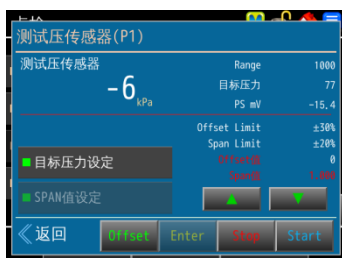 点检
测试压传感器(P1)
测试压传感器
-6 kPa
Range 1000
目标压力 77
PS mV -15.4
Offset Limit ±30%
Span Limit ±20%
Offset值 0
Span值 1.000
目标压力设定
SPAN值设定
返回
Offset
Enter
Stop
Start